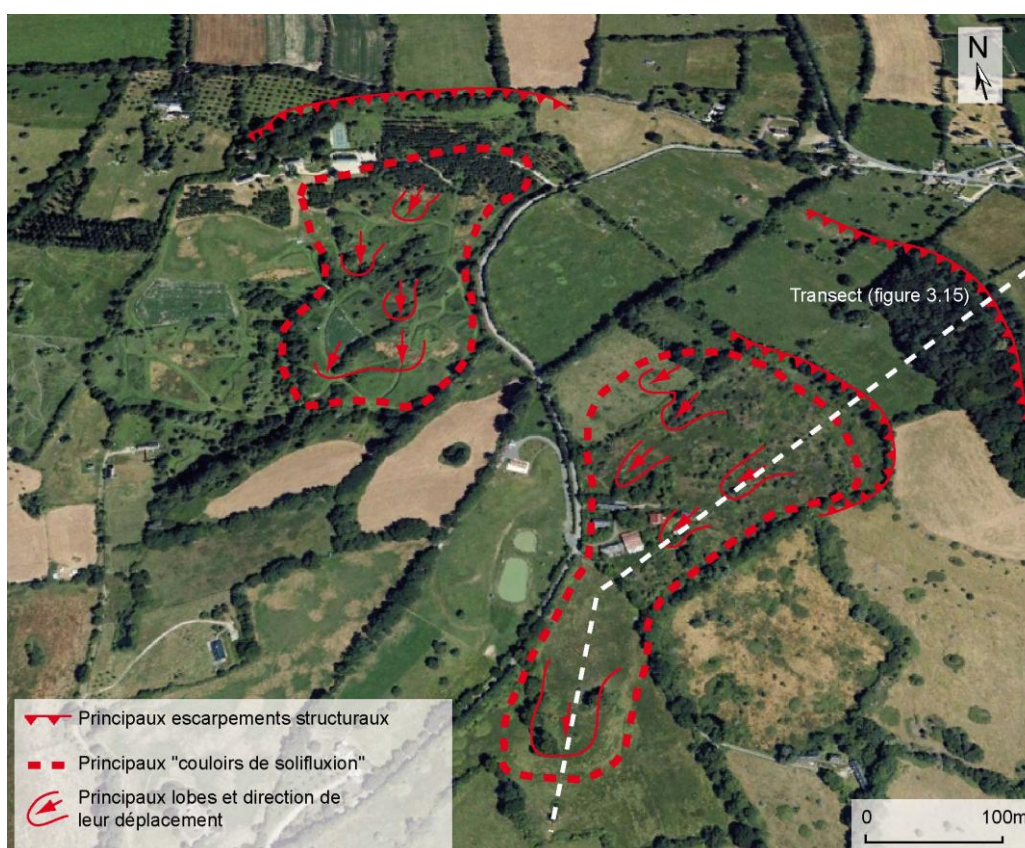 N
Transect (figure 3.15)
Principaux escarpements structuraux
Principaux "couloirs de solifluxion"
Principaux lobes et direction de
leur déplacement
0 100m